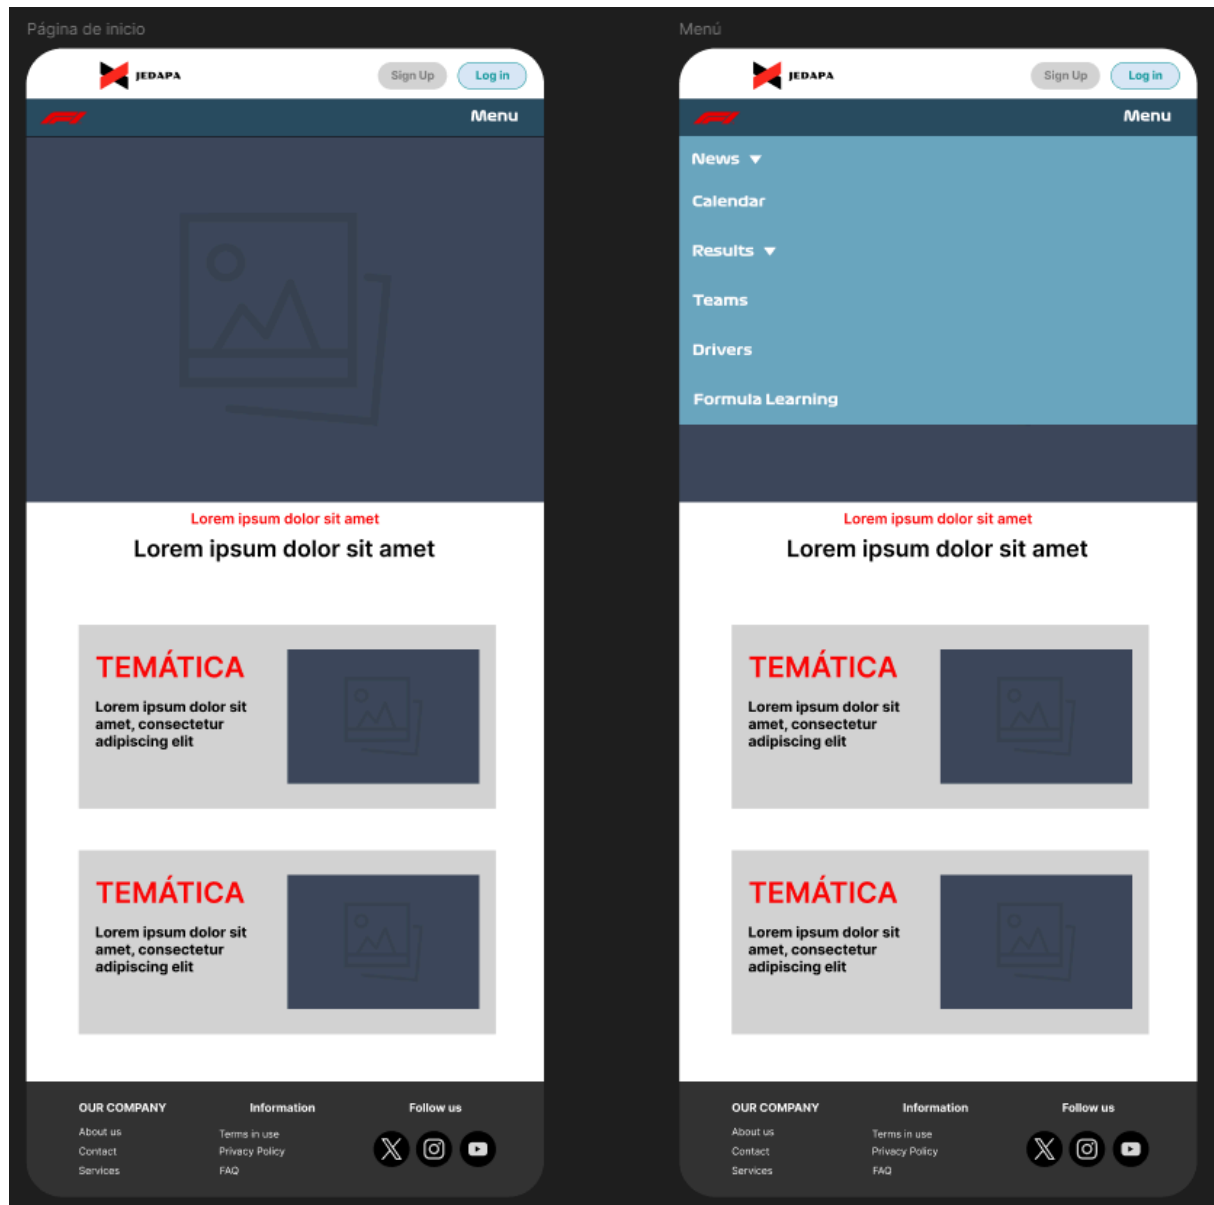 Página de inicio
JEDAPA
Sign Up
Log in
Menu
Lorem ipsum dolor sit amet
Lorem ipsum dolor sit amet
TEMÁTICA
Lorem ipsum dolor sit
amet, consectetur
adipiscing elit
TEMÁTICA
Lorem ipsum dolor sit
amet, consectetur
adipiscing elit
OUR COMPANY
About us
Contact
Services
Information
Terms in use
Privacy Policy
FAQ
Follow us
Menú
JEDAPA
Sign Up
Log in
Menu
News
Calendar
Results
Teams
Drivers
Formula Learning
Lorem ipsum dolor sit amet
Lorem ipsum dolor sit amet
TEMÁTICA
Lorem ipsum dolor sit
amet, consectetur
adipiscing elit
TEMÁTICA
Lorem ipsum dolor sit
amet, consectetur
adipiscing elit
OUR COMPANY
About us
Contact
Services
Information
Terms in use
Privacy Policy
FAQ
Follow us